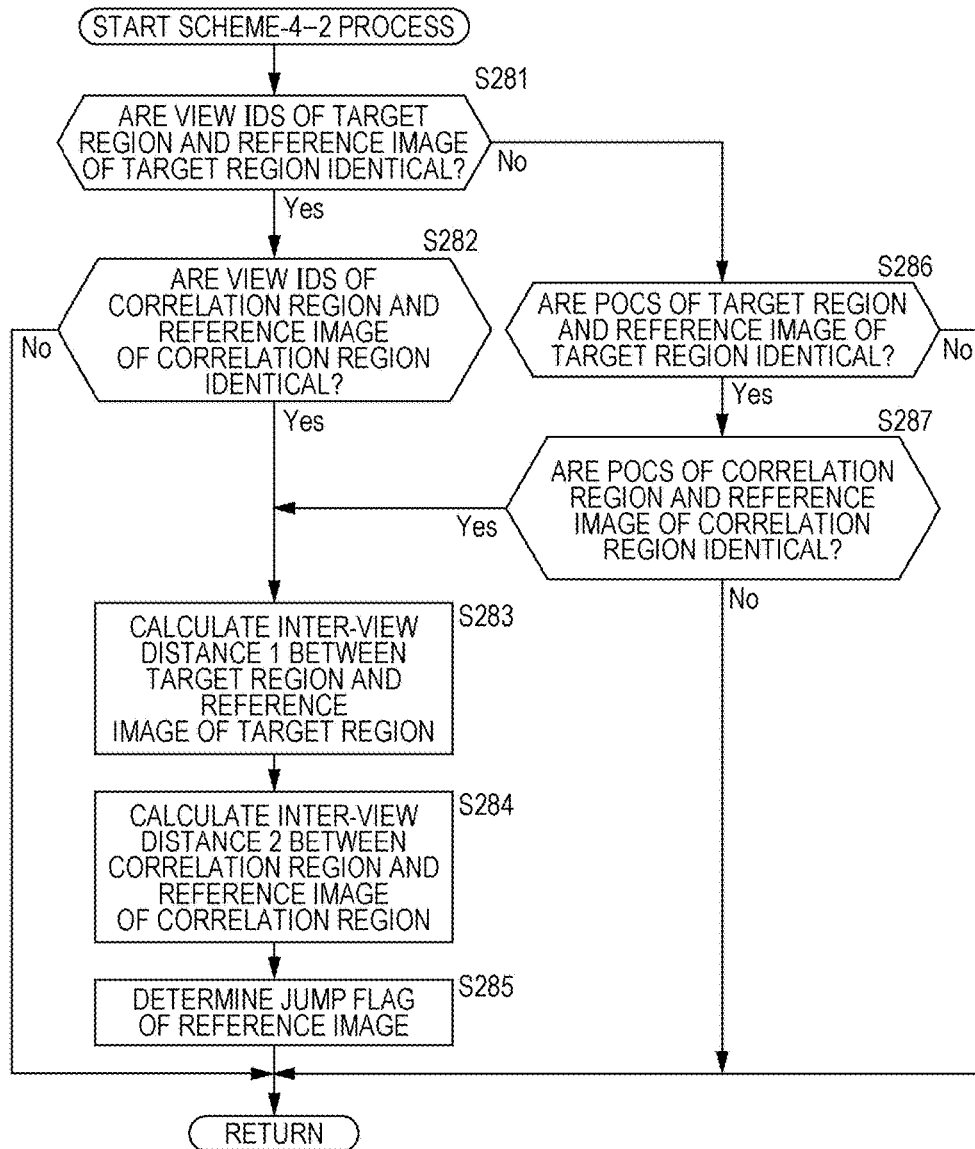 START SCHEME-4-2 PROCESS
S281
ARE VIEW IDS OF TARGET
REGION AND REFERENCE IMAGE
OF TARGET REGION IDENTICAL?
No
Yes
S282
ARE VIEW IDS OF
CORRELATION REGION AND
REFERENCE IMAGE
OF CORRELATION REGION
IDENTICAL?
No
Yes
S286
ARE POCS OF TARGET REGION
AND REFERENCE IMAGE OF
TARGET REGION IDENTICAL?
No
Yes
S287
ARE POCS OF CORRELATION
REGION AND REFERENCE
IMAGE OF CORRELATION
REGION IDENTICAL?
Yes
No
S283
CALCULATE INTER-VIEW
DISTANCE 1 BETWEEN
TARGET REGION AND
REFERENCE
IMAGE OF TARGET REGION
S284
CALCULATE INTER-VIEW
DISTANCE 2 BETWEEN
CORRELATION REGION AND
REFERENCE IMAGE
OF CORRELATION REGION
S285
DETERMINE JUMP FLAG
OF REFERENCE IMAGE
RETURN